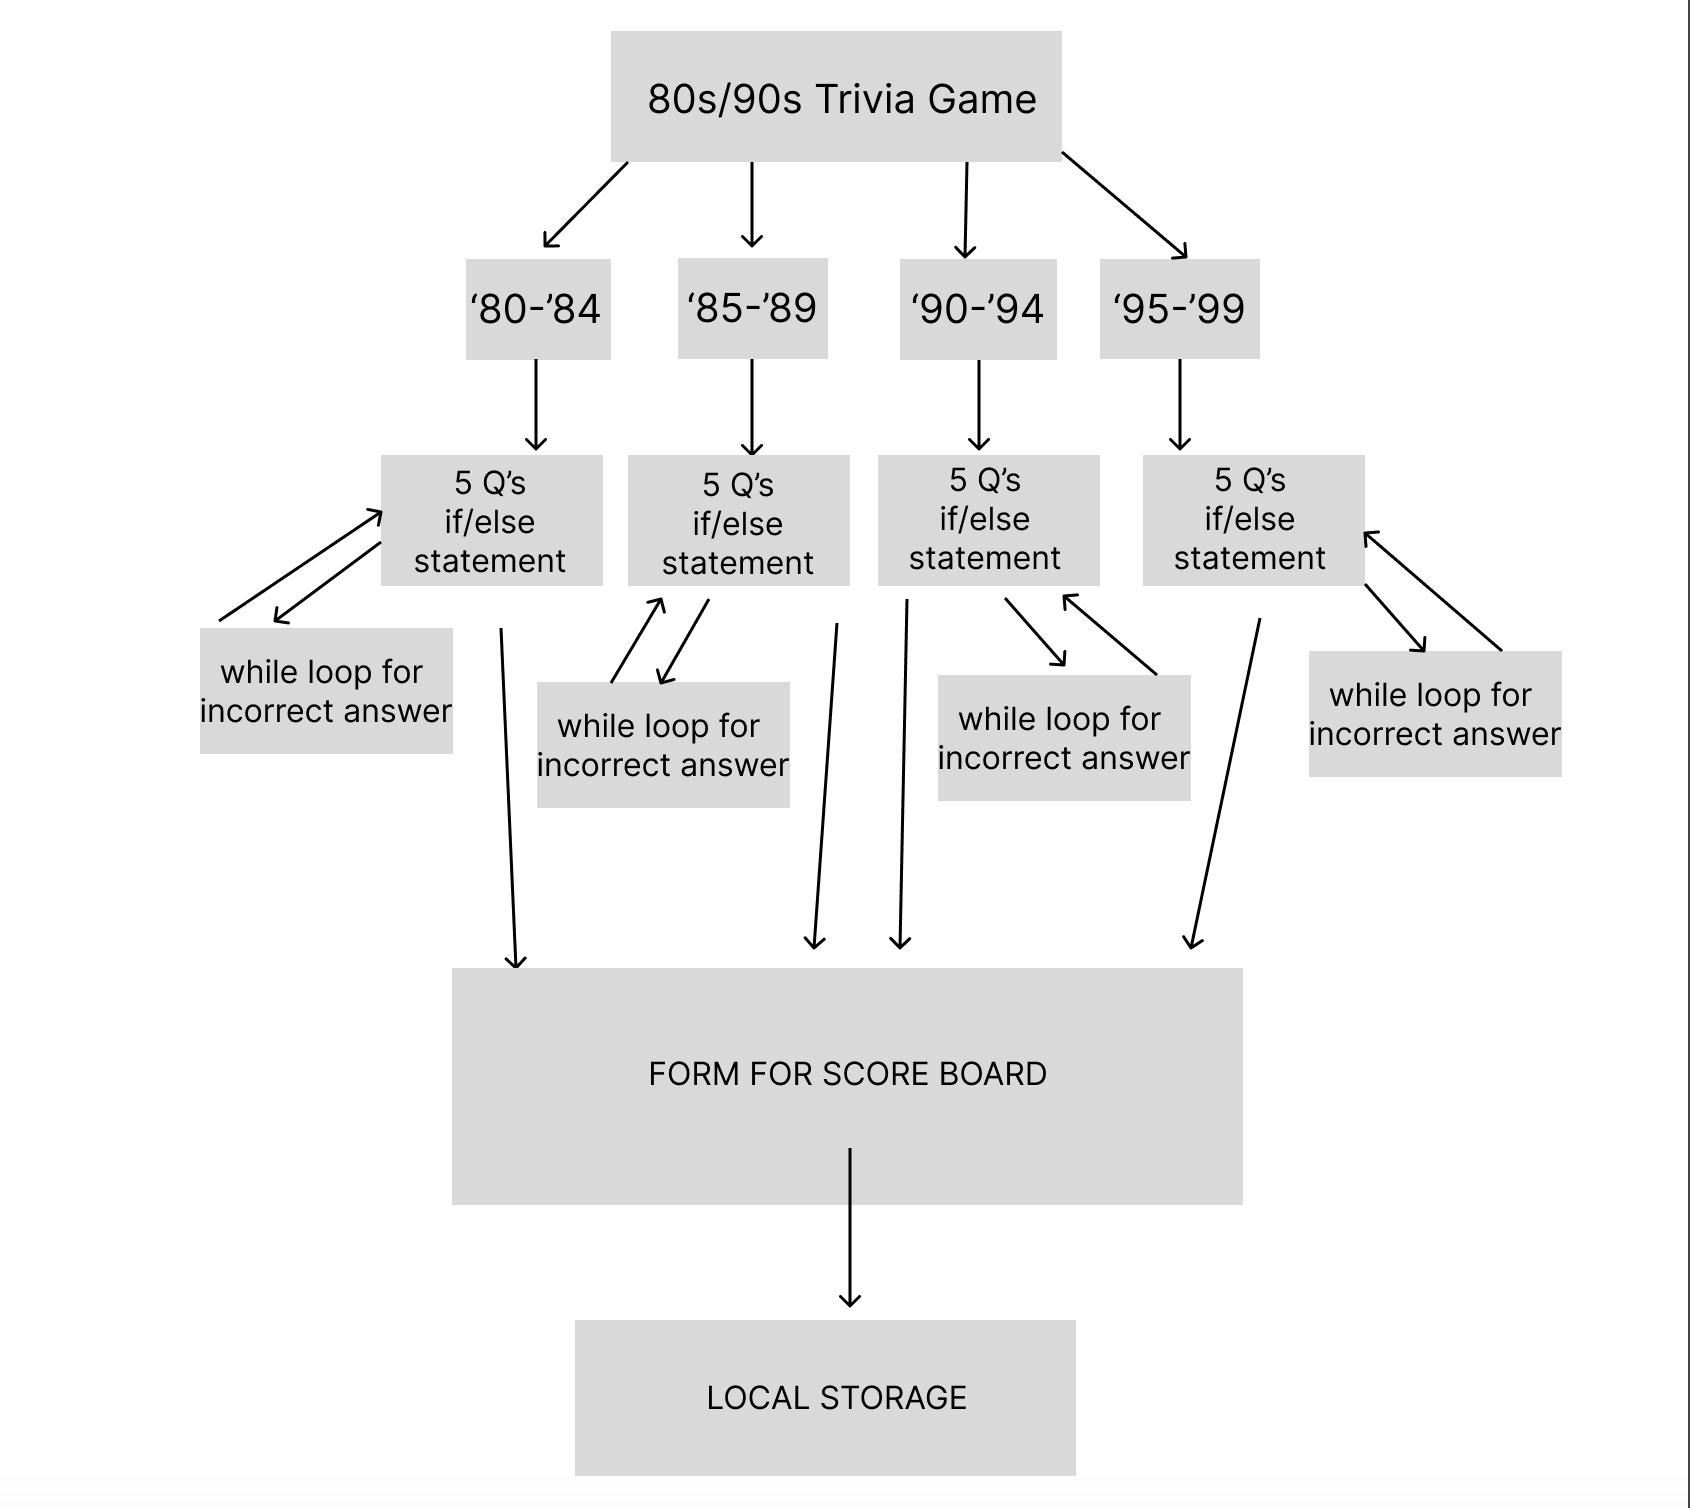 80s/90s Trivia Game
‘80-’84
‘85-’89
‘90-’94
‘95-’99
5 Q’s
if/else
statement
5 Q’s
if/else
statement
5 Q’s
if/else
statement
5 Q’s
if/else
statement
while loop for
incorrect answer
while loop for
incorrect answer
while loop for
incorrect answer
while loop for
incorrect answer
FORM FOR SCORE BOARD
LOCAL STORAGE